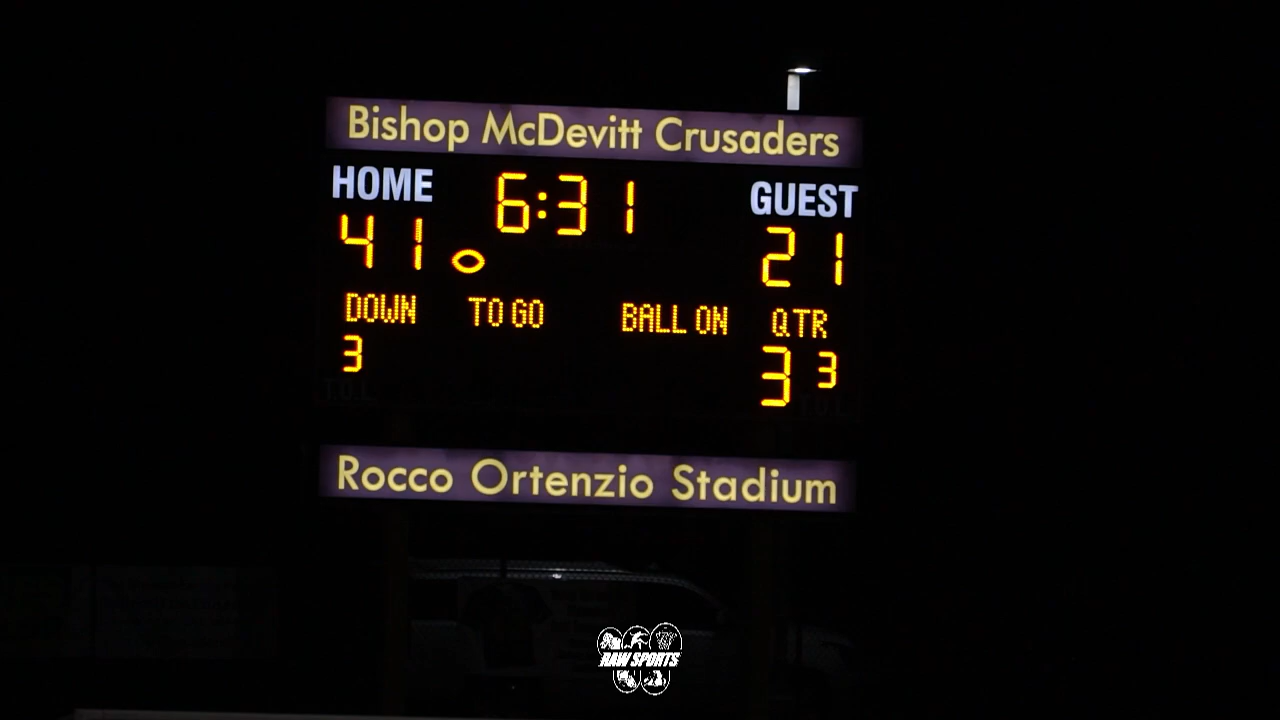 Bishop McDevitt Crusaders
HOME 6:31 GUEST
41 21
DOWN TO GO BALL ON QTR
3 3 3
T.O.L.
Rocco Ortenzio Stadium
RAW SPORTS